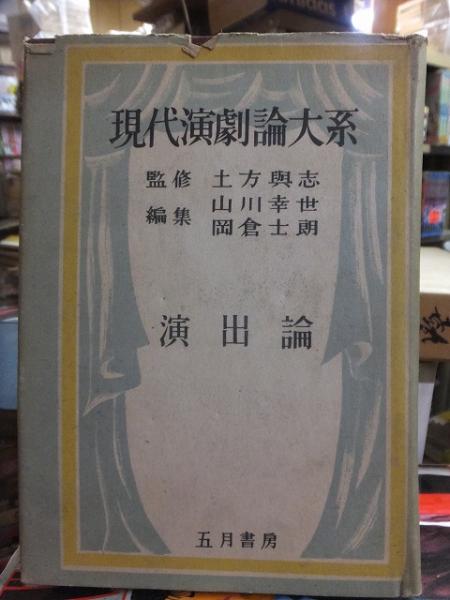 現代演劇論大系
監修 土方與志
編集 山川幸世
岡倉士朗
演出論
五月書房